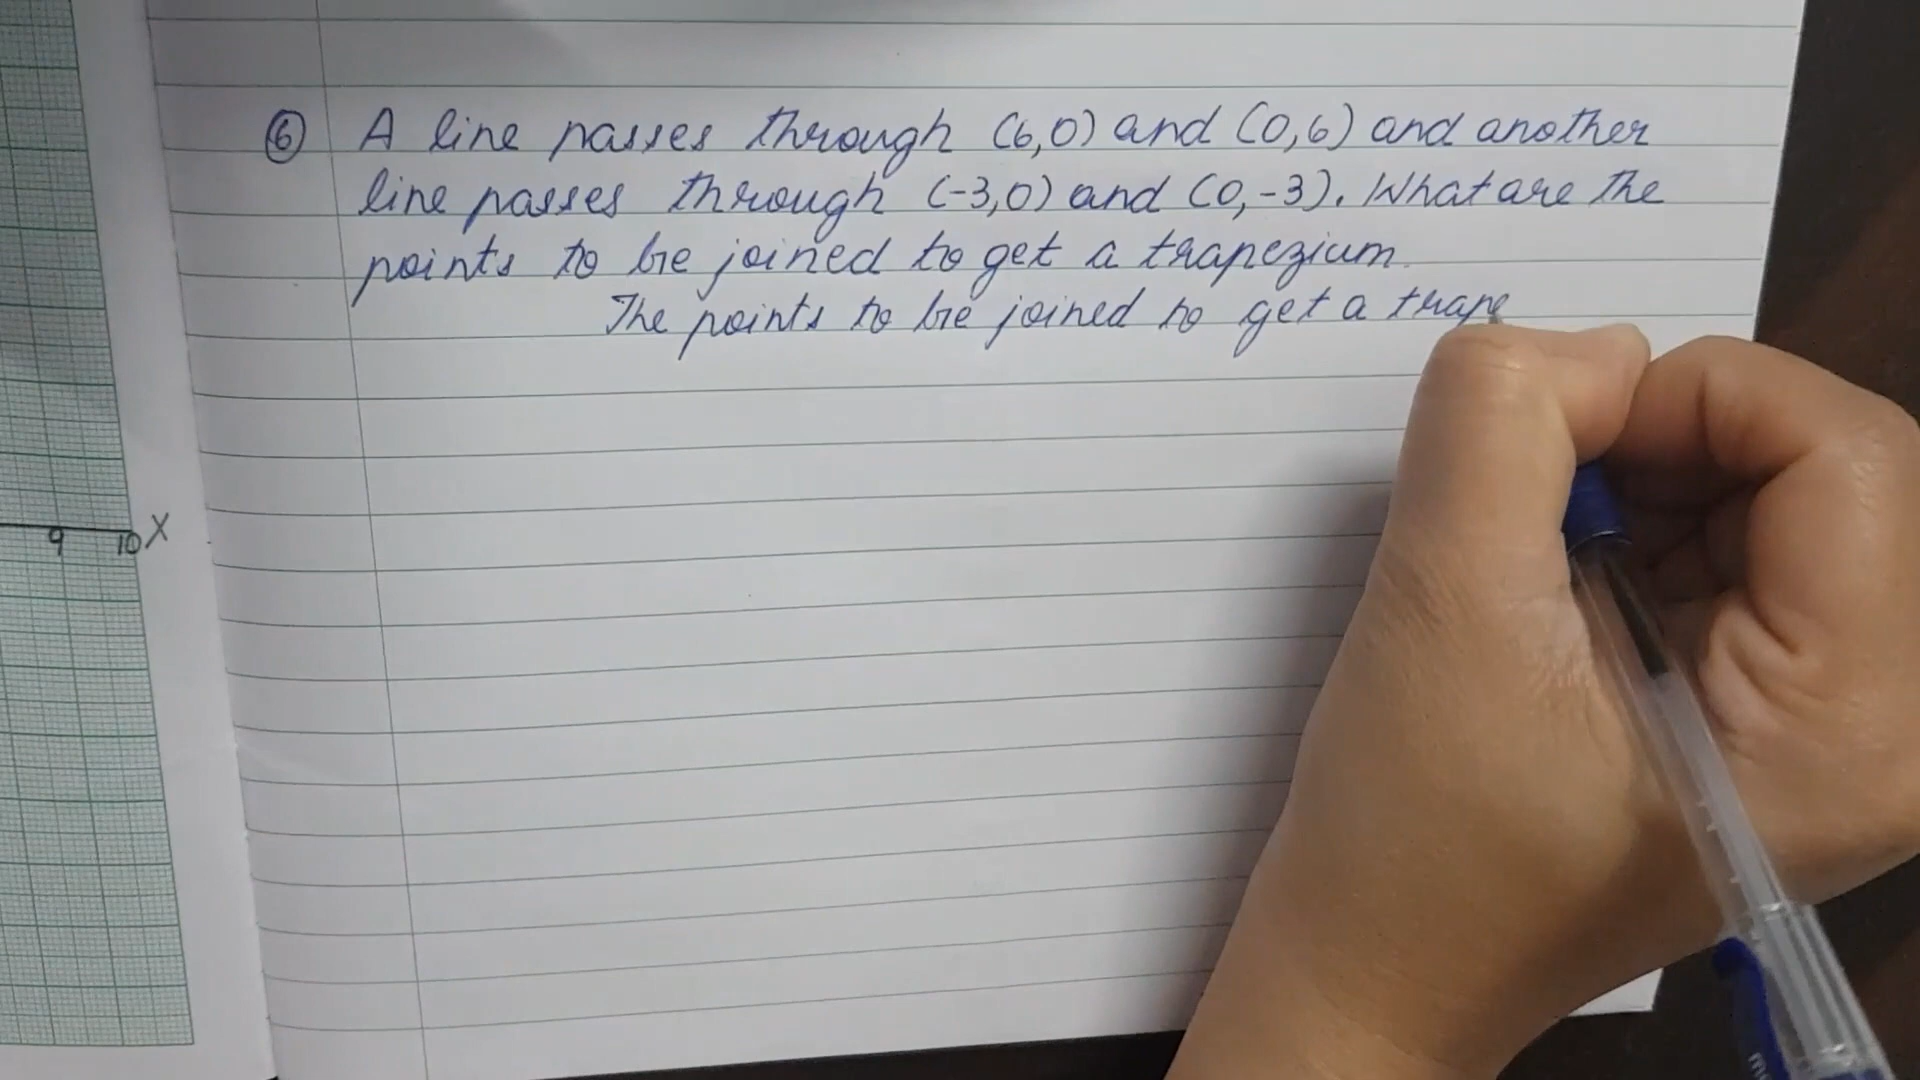 ⑥ A line passes through (6,0) and (0,6) and another
line passes through (-3,0) and (0,-3). What are the
points to be joined to get a trapezium.
The points to be joined to get a trape
9 10 X